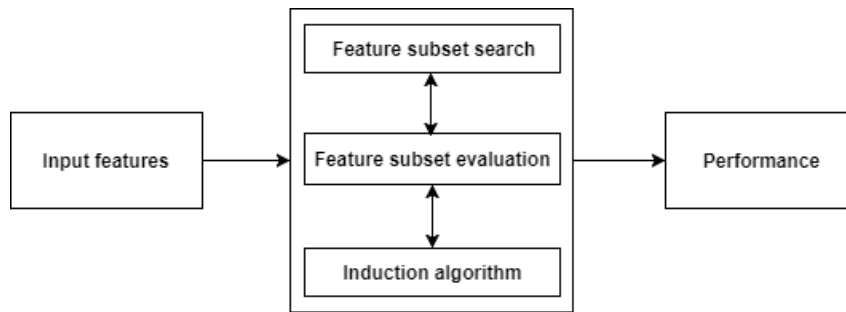 Feature subset search
Input features
Feature subset evaluation
Performance
Induction algorithm